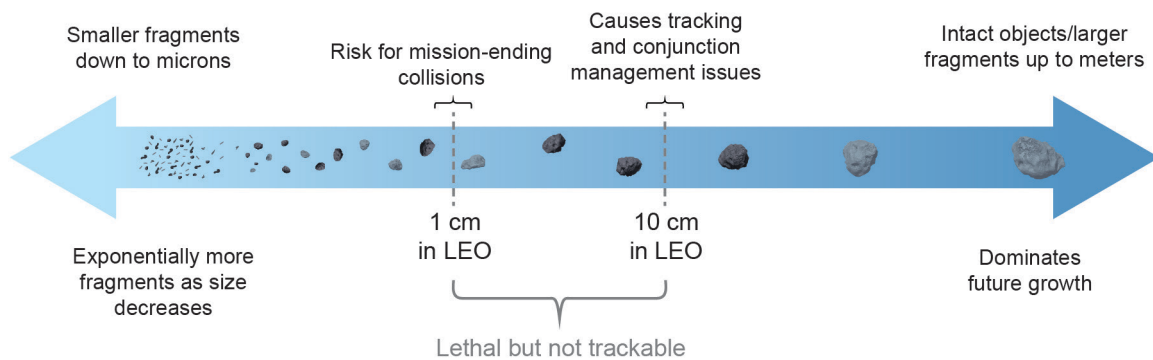 Smaller fragments
down to microns
Risk for mission-ending
collisions
Causes tracking
and conjunction
management issues
Intact objects/larger
fragments up to meters
1 cm
in LEO
10 cm
in LEO
Exponentially more
fragments as size
decreases
Dominates
future growth
Lethal but not trackable